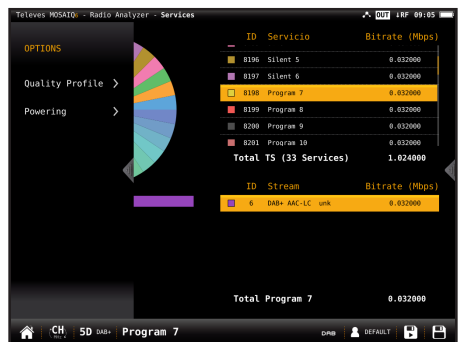 Televes MOSAIQ6 - Radio Analyzer - Services OUT ↓RF 09:05
OPTIONS
Quality Profile >
Powering >
ID Servicio Bitrate (Mbps)
8196 Silent 5 0.032000
8197 Silent 6 0.032000
8198 Program 7 0.032000
8199 Program 8 0.032000
8200 Program 9 0.032000
8201 Program 10 0.032000
Total TS (33 Services) 1.024000
ID Stream Bitrate (Mbps)
6 DAB+ AAC-LC unk 0.032000
Total Program 7 0.032000
CH 5D DAB+ Program 7 DAB DEFAULT